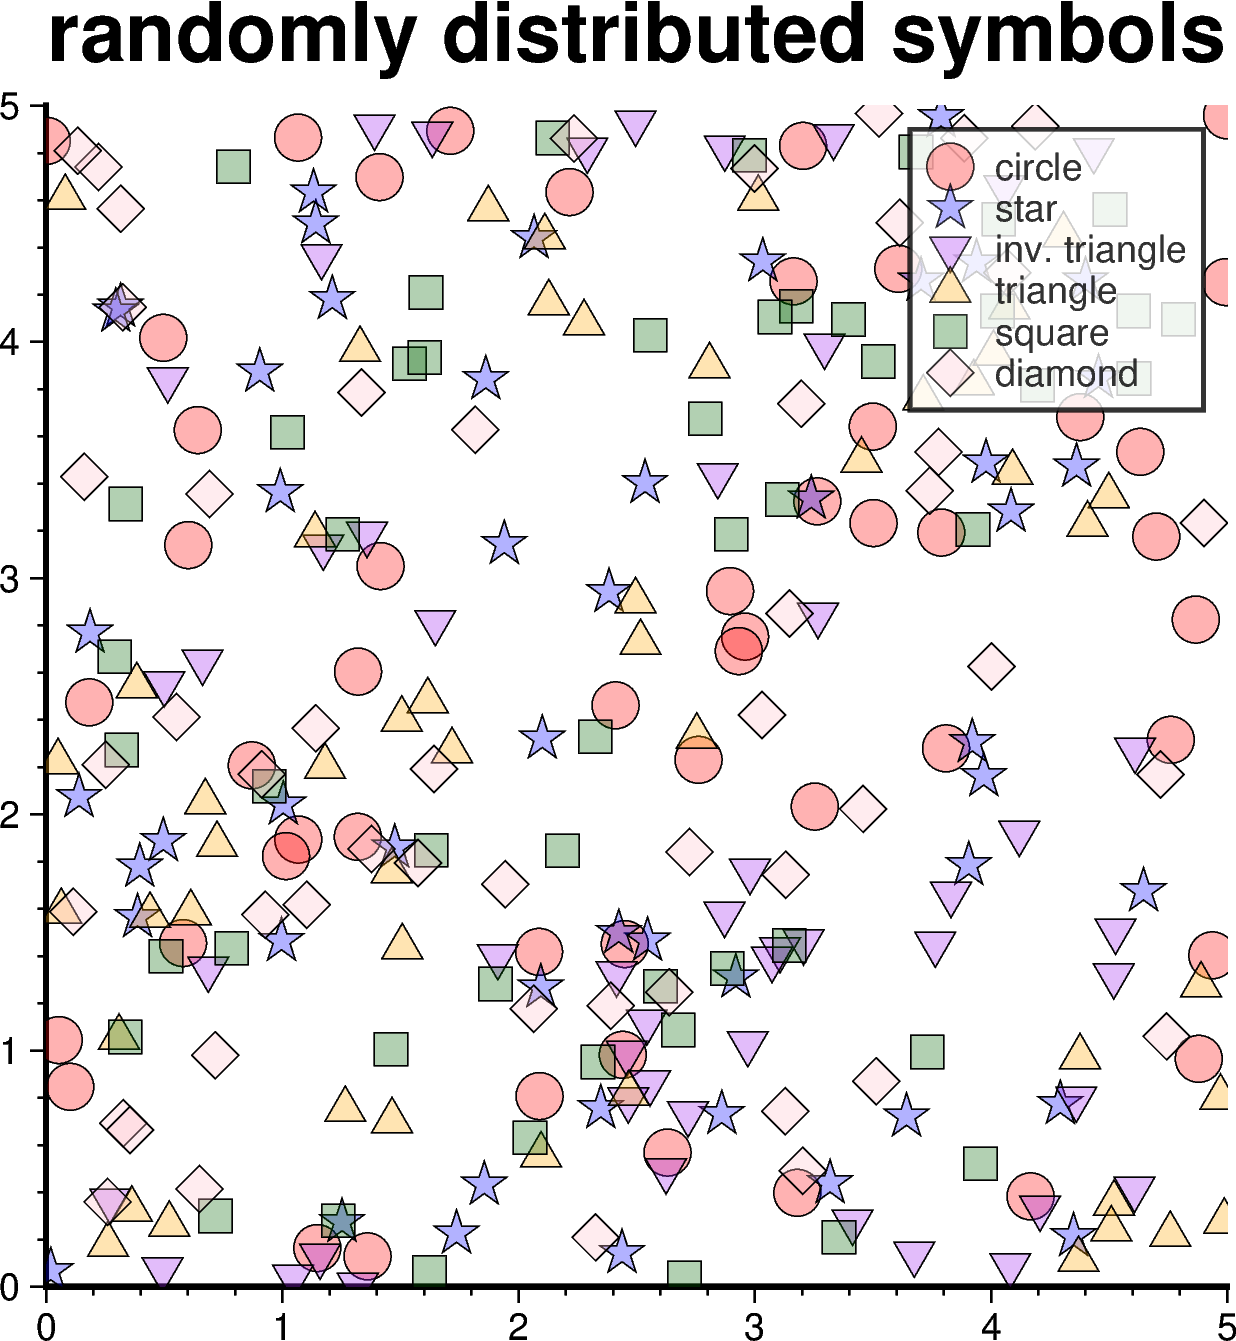 randomly distributed symbols
circle
star
inv. triangle
triangle
square
diamond
5
4
3
2
1
0
0 1 2 3 4 5